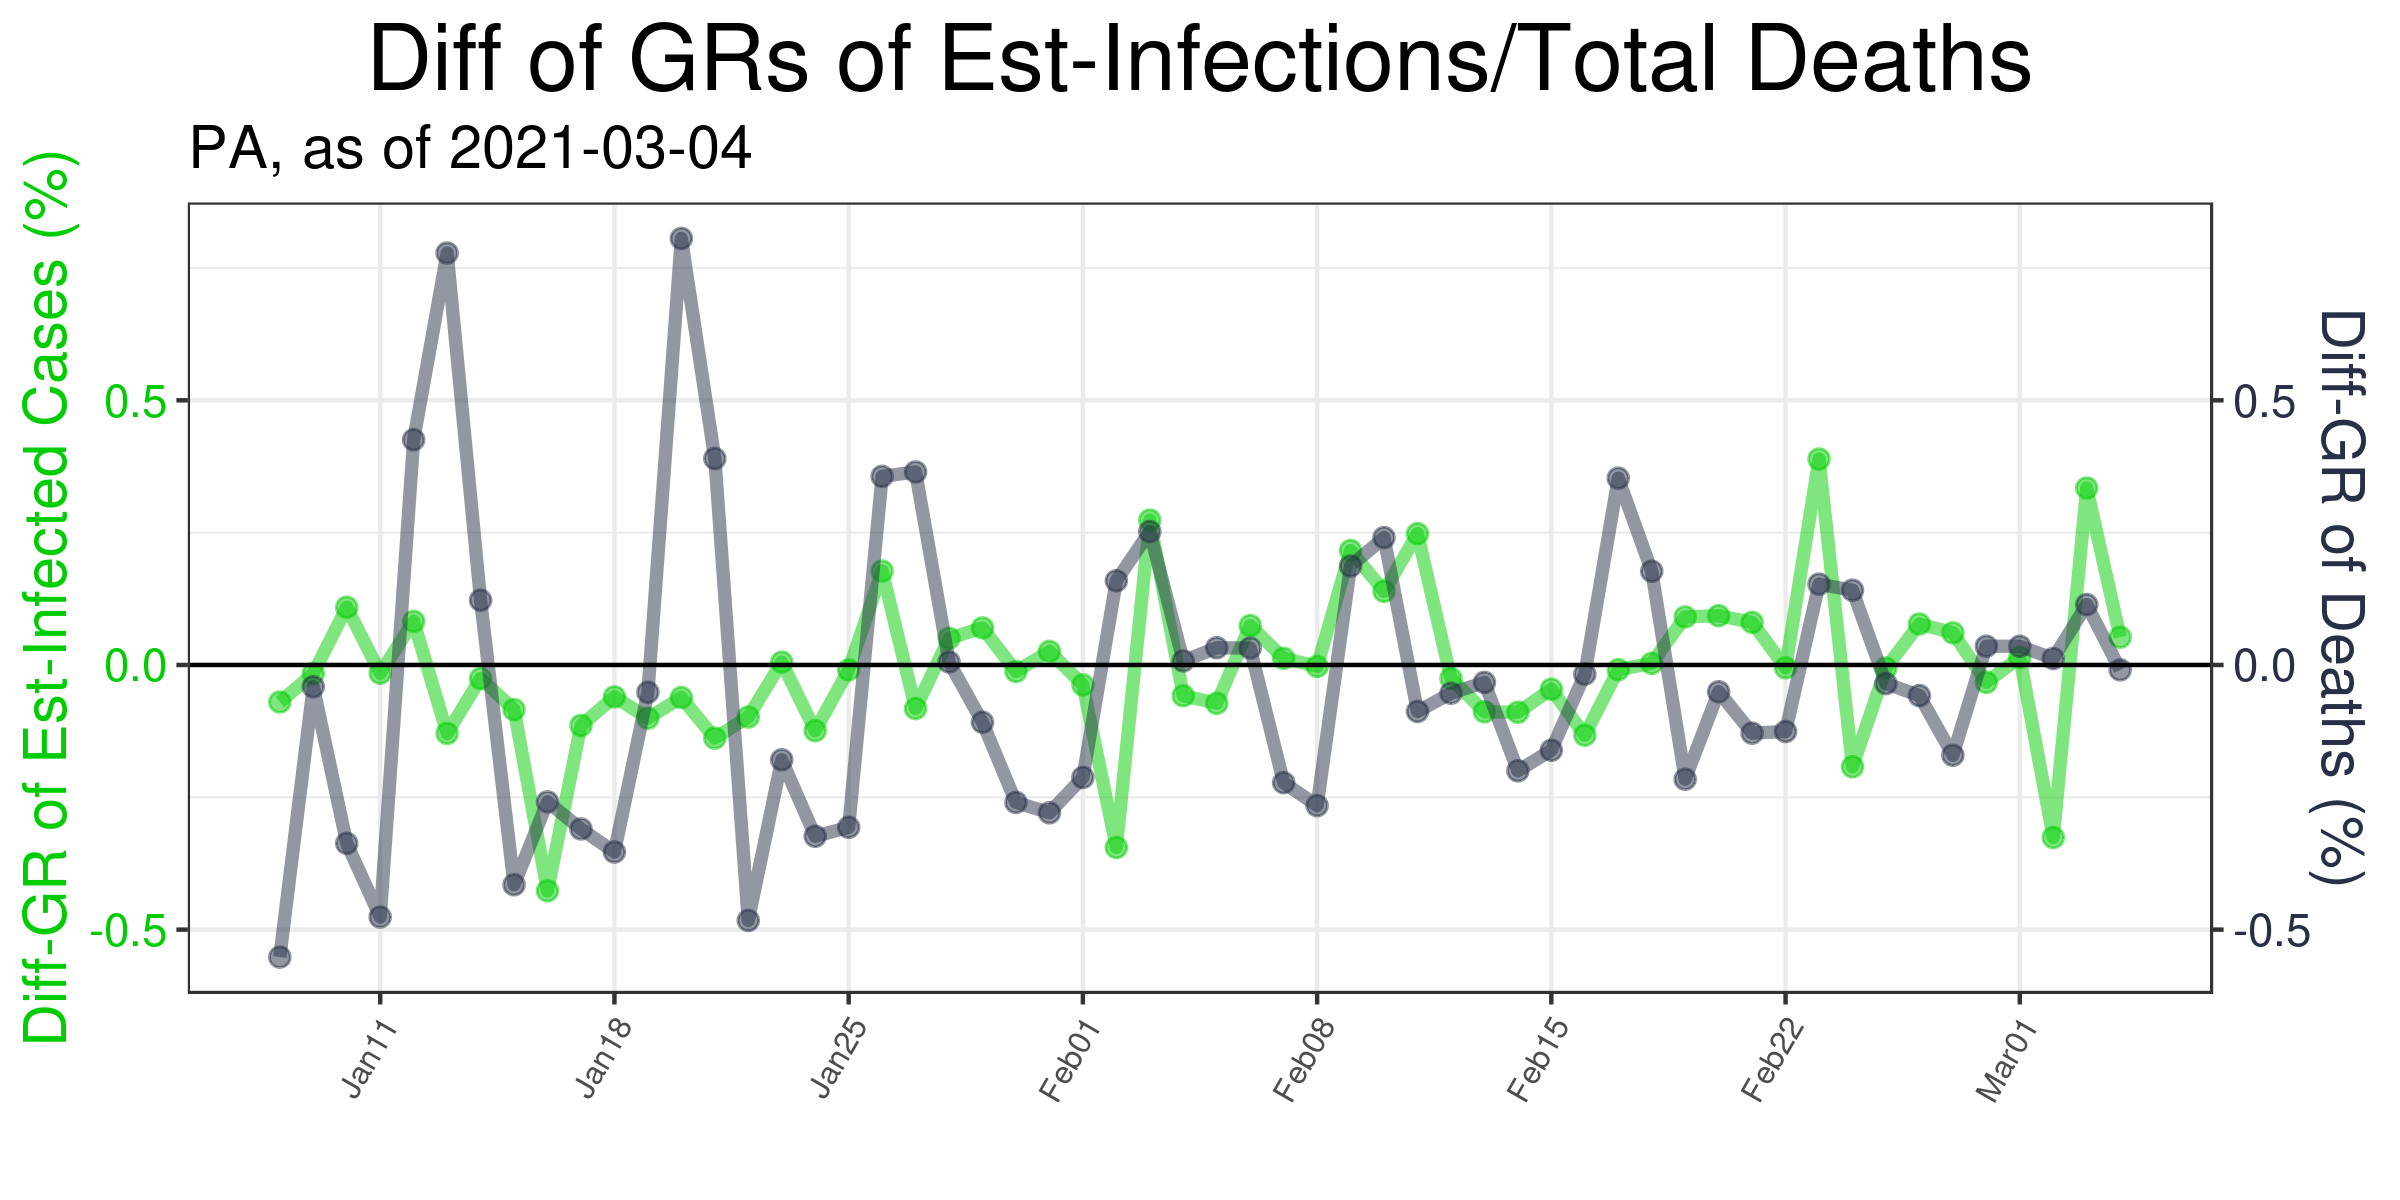 Diff of GRs of Est-Infections/Total Deaths
PA, as of 2021-03-04
Diff-GR of Est-Infected Cases (%)
0.5
0.0
-0.5
0.5
0.0
-0.5
Diff-GR of Deaths (%)
Jan11
Jan18
Jan25
Feb01
Feb08
Feb15
Feb22
Mar01